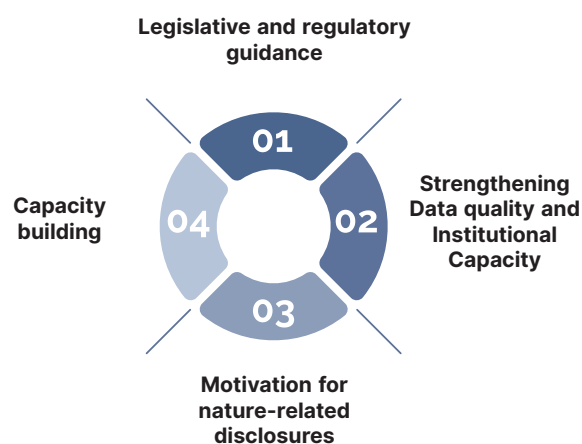 Legislative and regulatory
guidance
01
Strengthening
Data quality and
Institutional
Capacity
02
03
Motivation for
nature-related
disclosures
04
Capacity
building